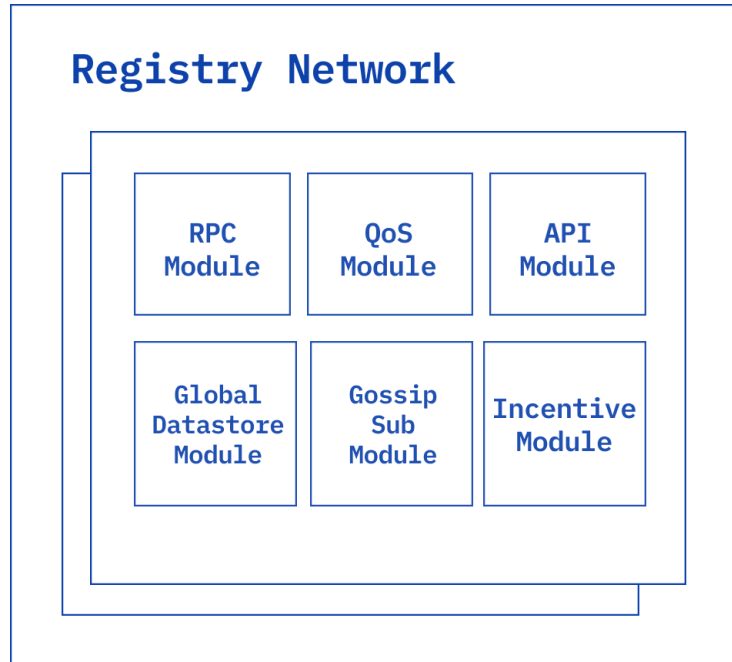 Registry Network
RPC
Module
QoS
Module
API
Module
Global
Datastore
Module
Gossip
Sub
Module
Incentive
Module